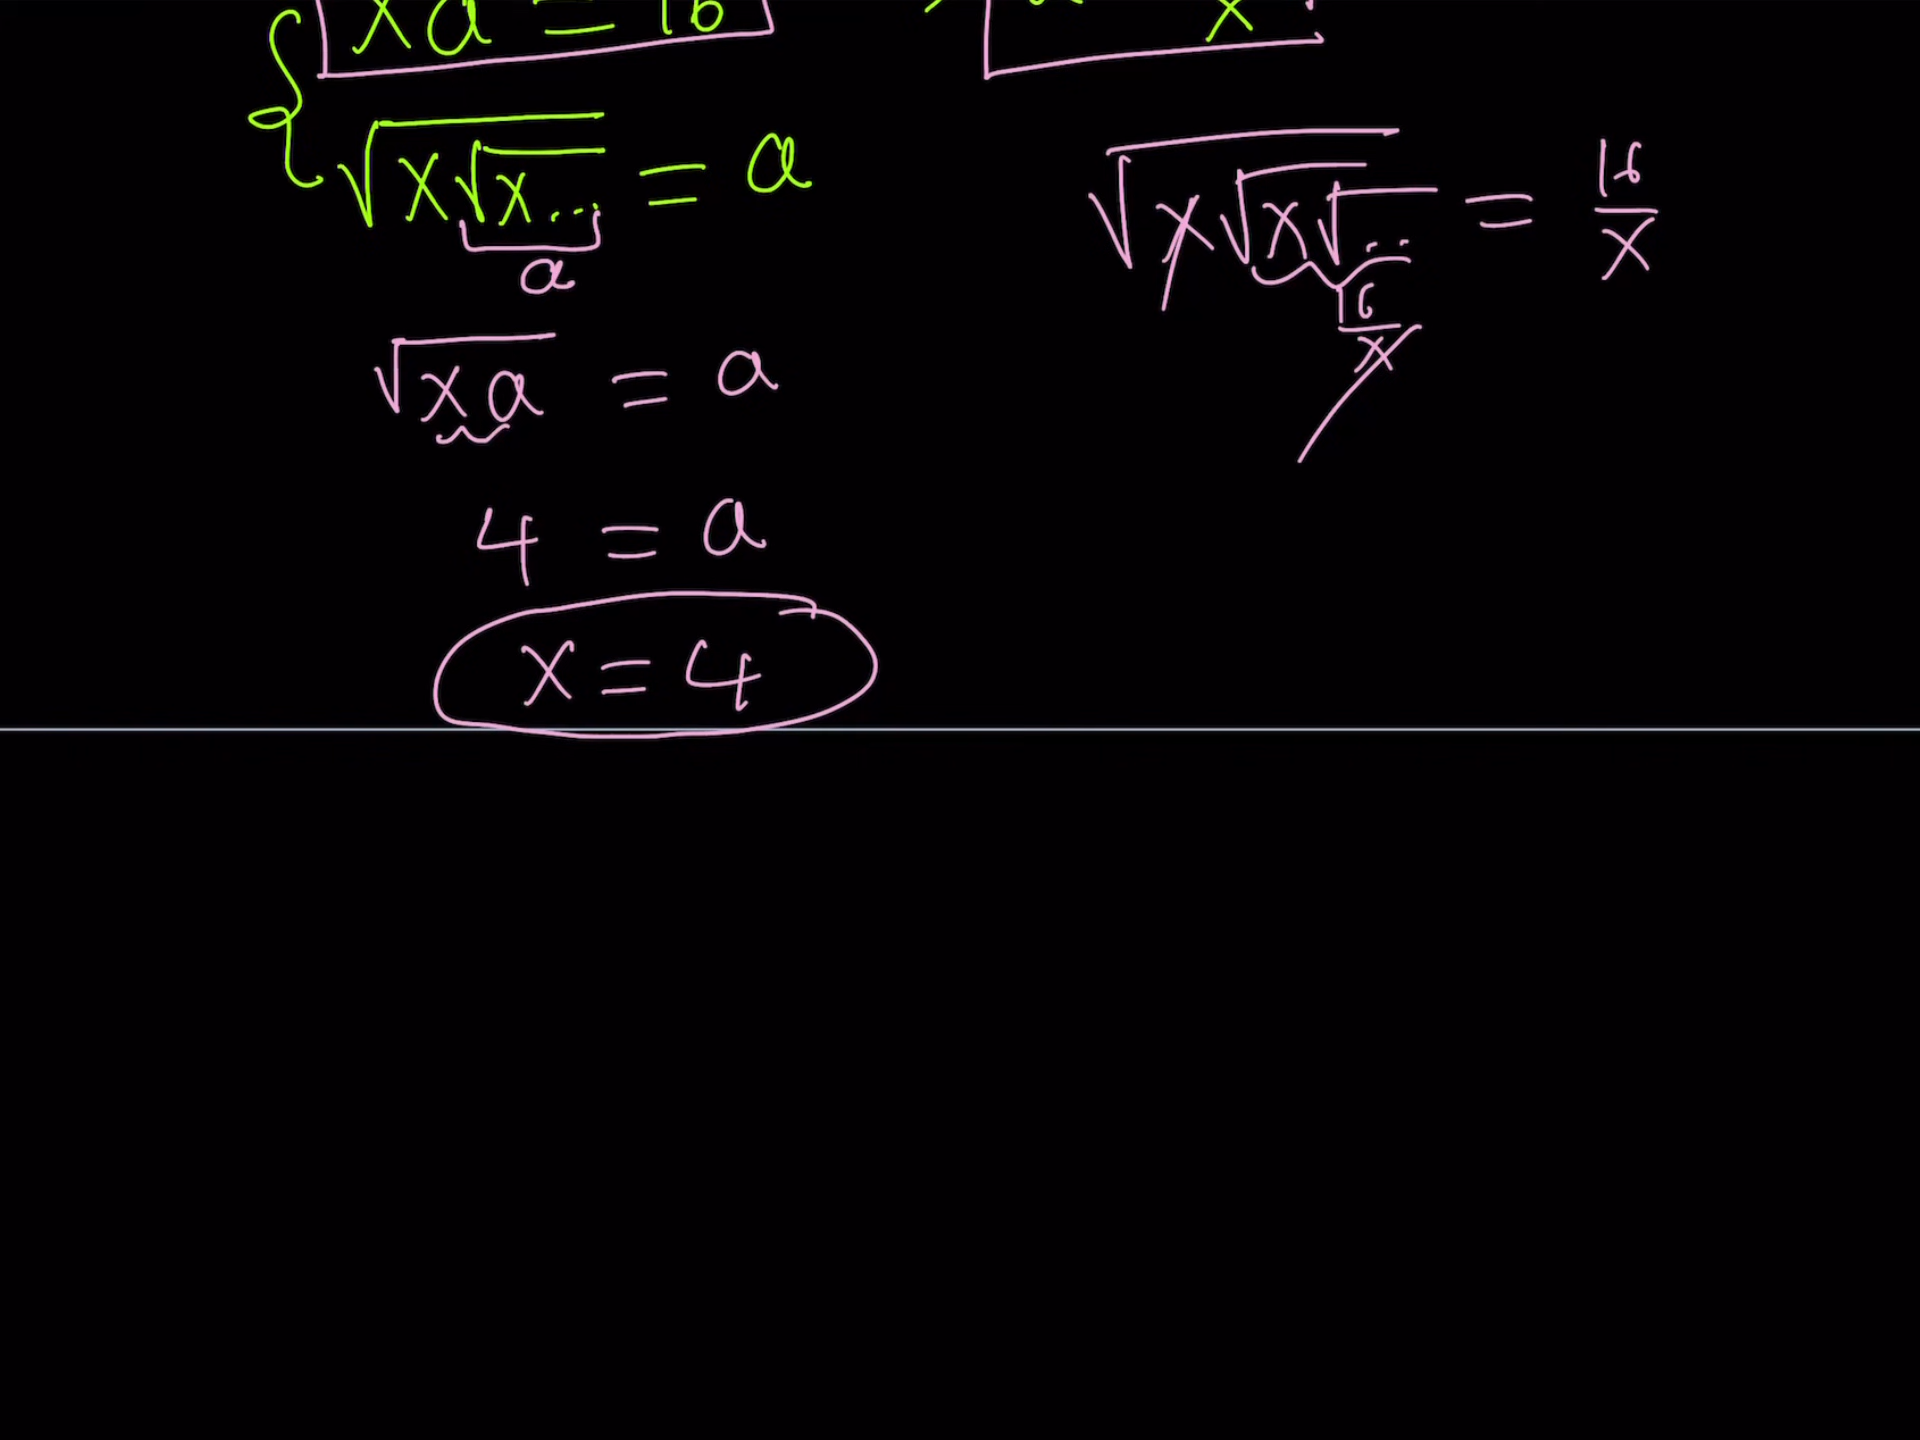 xa = 16
x
√(x√(x...)) = a
a
√(xa) = a
4 = a
x = 4
√(x√(x√...)) = 16/x
16/x